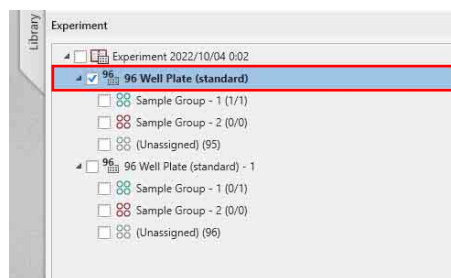 Library
Experiment
Experiment 2022/10/04 0:02
96 96 Well Plate (standard)
Sample Group - 1 (1/1)
Sample Group - 2 (0/0)
(Unassigned) (95)
96 96 Well Plate (standard) - 1
Sample Group - 1 (0/1)
Sample Group - 2 (0/0)
(Unassigned) (96)